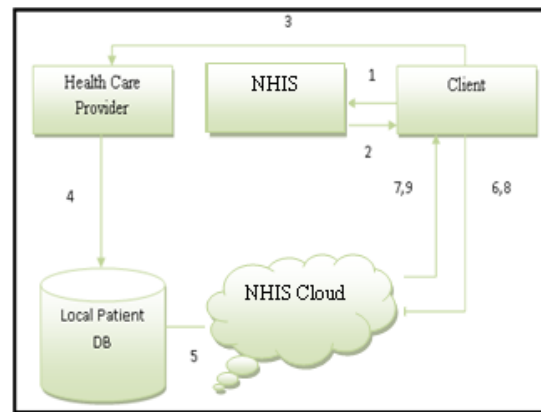 3
Health Care
Provider
NHIS
1
Client
2
4
7,9
6,8
NHIS Cloud
Local Patient
DB
5